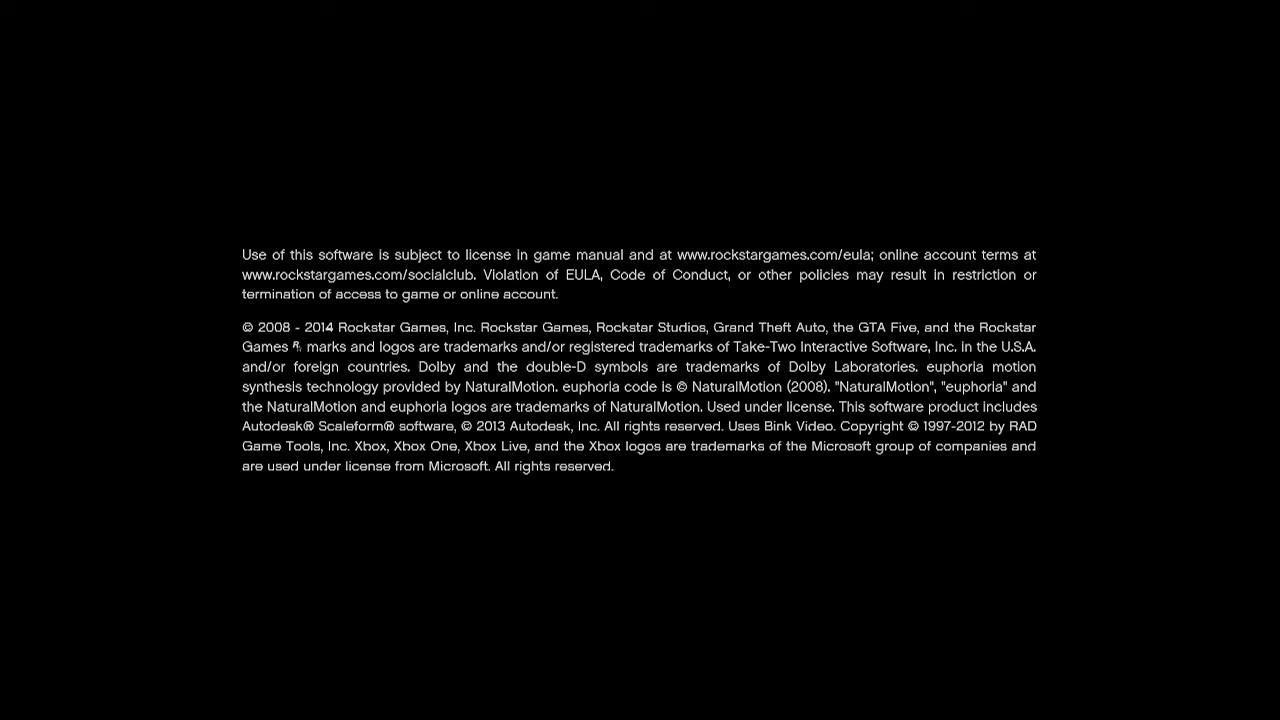 Use of this software is subject to license in game manual and at www.rockstargames.com/eula; online account terms at
www.rockstargames.com/socialclub. Violation of EULA, Code of Conduct, or other policies may result in restriction or
termination of access to game or online account.
© 2008 - 2014 Rockstar Games, Inc. Rockstar Games, Rockstar Studios, Grand Theft Auto, the GTA Five, and the Rockstar
Games R* marks and logos are trademarks and/or registered trademarks of Take-Two Interactive Software, Inc. in the U.S.A.
and/or foreign countries. Dolby and the double-D symbols are trademarks of Dolby Laboratories. euphoria motion
synthesis technology provided by NaturalMotion. euphoria code is © NaturalMotion (2008). "NaturalMotion", "euphoria" and
the NaturalMotion and euphoria logos are trademarks of NaturalMotion. Used under license. This software product includes
Autodesk® Scaleform® software, © 2013 Autodesk, Inc. All rights reserved. Uses Bink Video. Copyright © 1997-2012 by RAD
Game Tools, Inc. Xbox, Xbox One, Xbox Live, and the Xbox logos are trademarks of the Microsoft group of companies and
are used under license from Microsoft. All rights reserved.